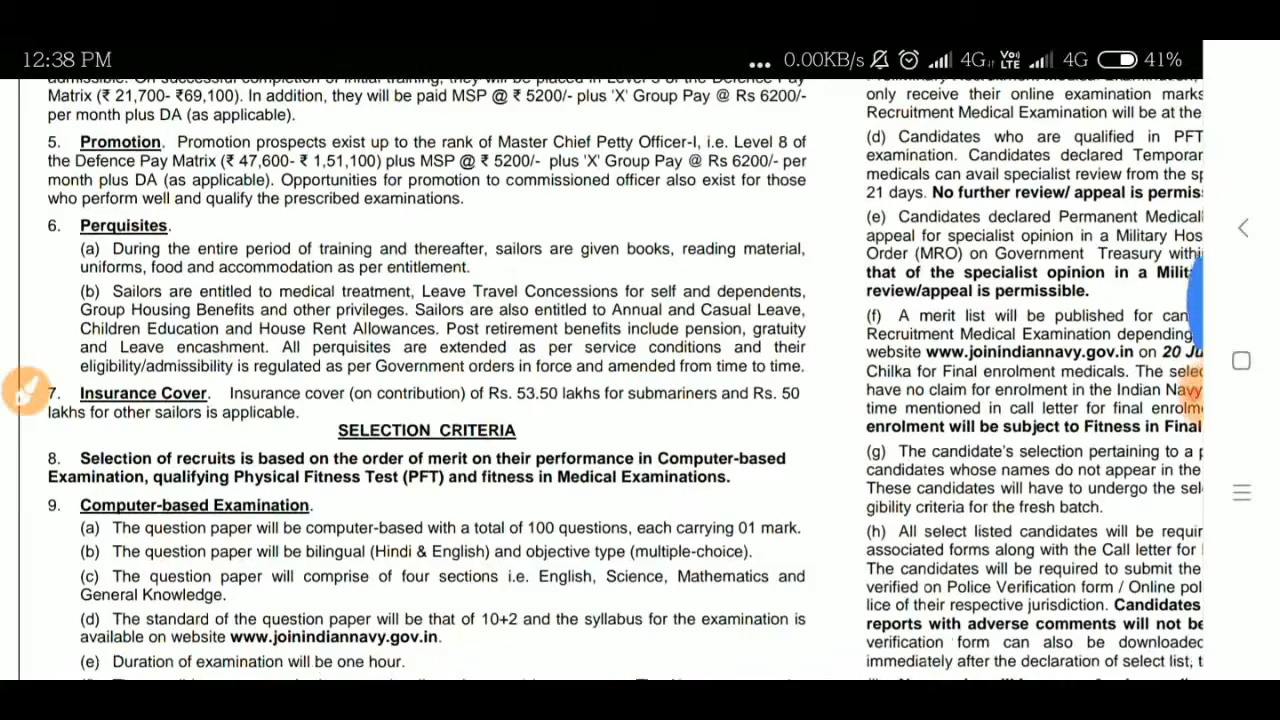 12:38 PM
... 0.00KB/s 4G VoLTE 4G 41%
admissible. On successful completion of initial training, they will be placed in Level 3 of the Defence Pay
Matrix (₹ 21,700- ₹69,100). In addition, they will be paid MSP @ ₹ 5200/- plus 'X' Group Pay @ Rs 6200/-
per month plus DA (as applicable).
5. Promotion. Promotion prospects exist up to the rank of Master Chief Petty Officer-I, i.e. Level 8 of
the Defence Pay Matrix (₹ 47,600- ₹ 1,51,100) plus MSP @ ₹ 5200/- plus 'X' Group Pay @ Rs 6200/- per
month plus DA (as applicable). Opportunities for promotion to commissioned officer also exist for those
who perform well and qualify the prescribed examinations.
6. Perquisites.
(a) During the entire period of training and thereafter, sailors are given books, reading material,
uniforms, food and accommodation as per entitlement.
(b) Sailors are entitled to medical treatment, Leave Travel Concessions for self and dependents,
Group Housing Benefits and other privileges. Sailors are also entitled to Annual and Casual Leave,
Children Education and House Rent Allowances. Post retirement benefits include pension, gratuity
and Leave encashment. All perquisites are extended as per service conditions and their
eligibility/admissibility is regulated as per Government orders in force and amended from time to time.
7. Insurance Cover. Insurance cover (on contribution) of Rs. 53.50 lakhs for submariners and Rs. 50
lakhs for other sailors is applicable.
SELECTION CRITERIA
8. Selection of recruits is based on the order of merit on their performance in Computer-based
Examination, qualifying Physical Fitness Test (PFT) and fitness in Medical Examinations.
9. Computer-based Examination.
(a) The question paper will be computer-based with a total of 100 questions, each carrying 01 mark.
(b) The question paper will be bilingual (Hindi & English) and objective type (multiple-choice).
(c) The question paper will comprise of four sections i.e. English, Science, Mathematics and
General Knowledge.
(d) The standard of the question paper will be that of 10+2 and the syllabus for the examination is
available on website www.joinindiannavy.gov.in.
(e) Duration of examination will be one hour.
Preliminary Recruitment Medical Examination,
only receive their online examination marks
Recruitment Medical Examination will be at the
(d) Candidates who are qualified in PFT
examination. Candidates declared Temporar
medicals can avail specialist review from the sp
21 days. No further review/ appeal is permis
(e) Candidates declared Permanent Medical
appeal for specialist opinion in a Military Hos
Order (MRO) on Government Treasury with
that of the specialist opinion in a Milit
review/appeal is permissible.
(f) A merit list will be published for can
Recruitment Medical Examination depending
website www.joinindiannavy.gov.in on 20 Ju
Chilka for Final enrolment medicals. The selec
have no claim for enrolment in the Indian Navy
time mentioned in call letter for final enrolm
enrolment will be subject to Fitness in Final
(g) The candidate's selection pertaining to a p
candidates whose names do not appear in the
These candidates will have to undergo the sel
gibility criteria for the fresh batch.
(h) All select listed candidates will be requir
associated forms along with the Call letter for
The candidates will be required to submit the
verified on Police Verification form / Online pol
lice of their respective jurisdiction. Candidates
reports with adverse comments will not be
verification form can also be downloaded
immediately after the declaration of select list, t